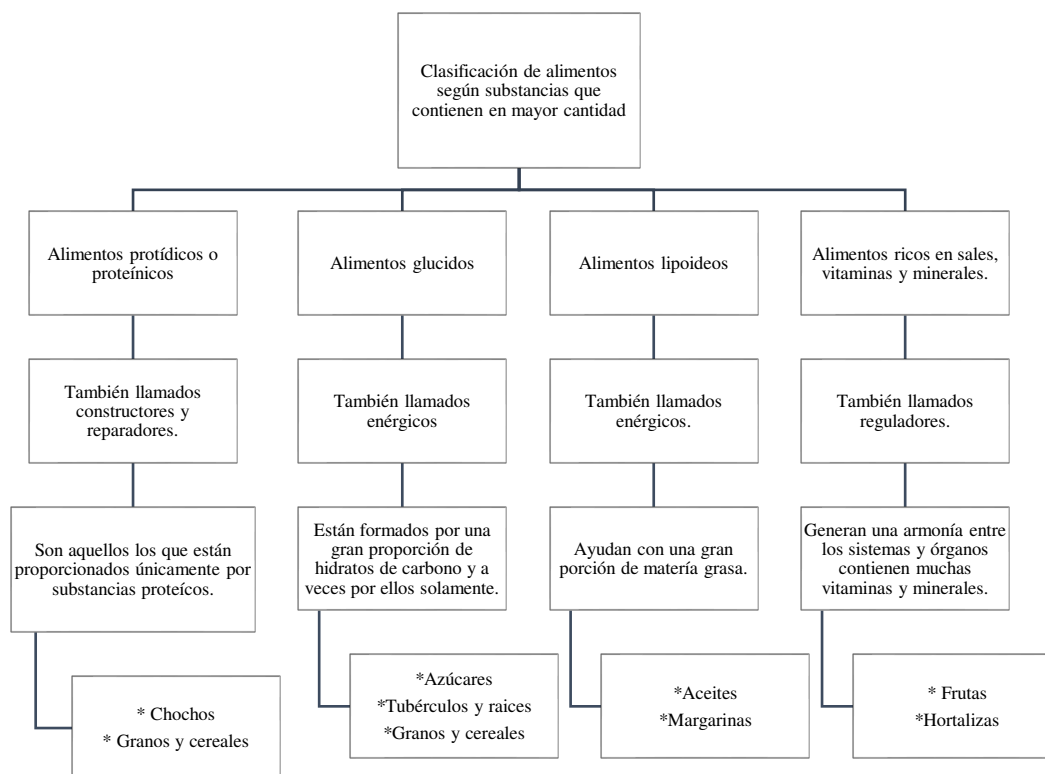 Clasificación de alimentos
según substancias que
contienen en mayor cantidad
Alimentos protídicos o
proteínicos
Alimentos glucidos
Alimentos lipoideos
Alimentos ricos en sales,
vitaminas y minerales.
También llamados
constructores y
reparadores.
También llamados
enérgicos
También llamados
enérgicos.
También llamados
reguladores.
Son aquellos los que están
proporcionados únicamente por
substancias proteícos.
Están formados por una
gran proporción de
hidratos de carbono y a
veces por ellos solamente.
Ayudan con una gran
porción de matería grasa.
Generan una armonía entre
los sistemas y órganos
contienen muchas
vitaminas y minerales.
* Chochos
* Granos y cereales
*Azúcares
*Tubérculos y raices
*Granos y cereales
*Aceites
*Margarinas
* Frutas
*Hortalizas